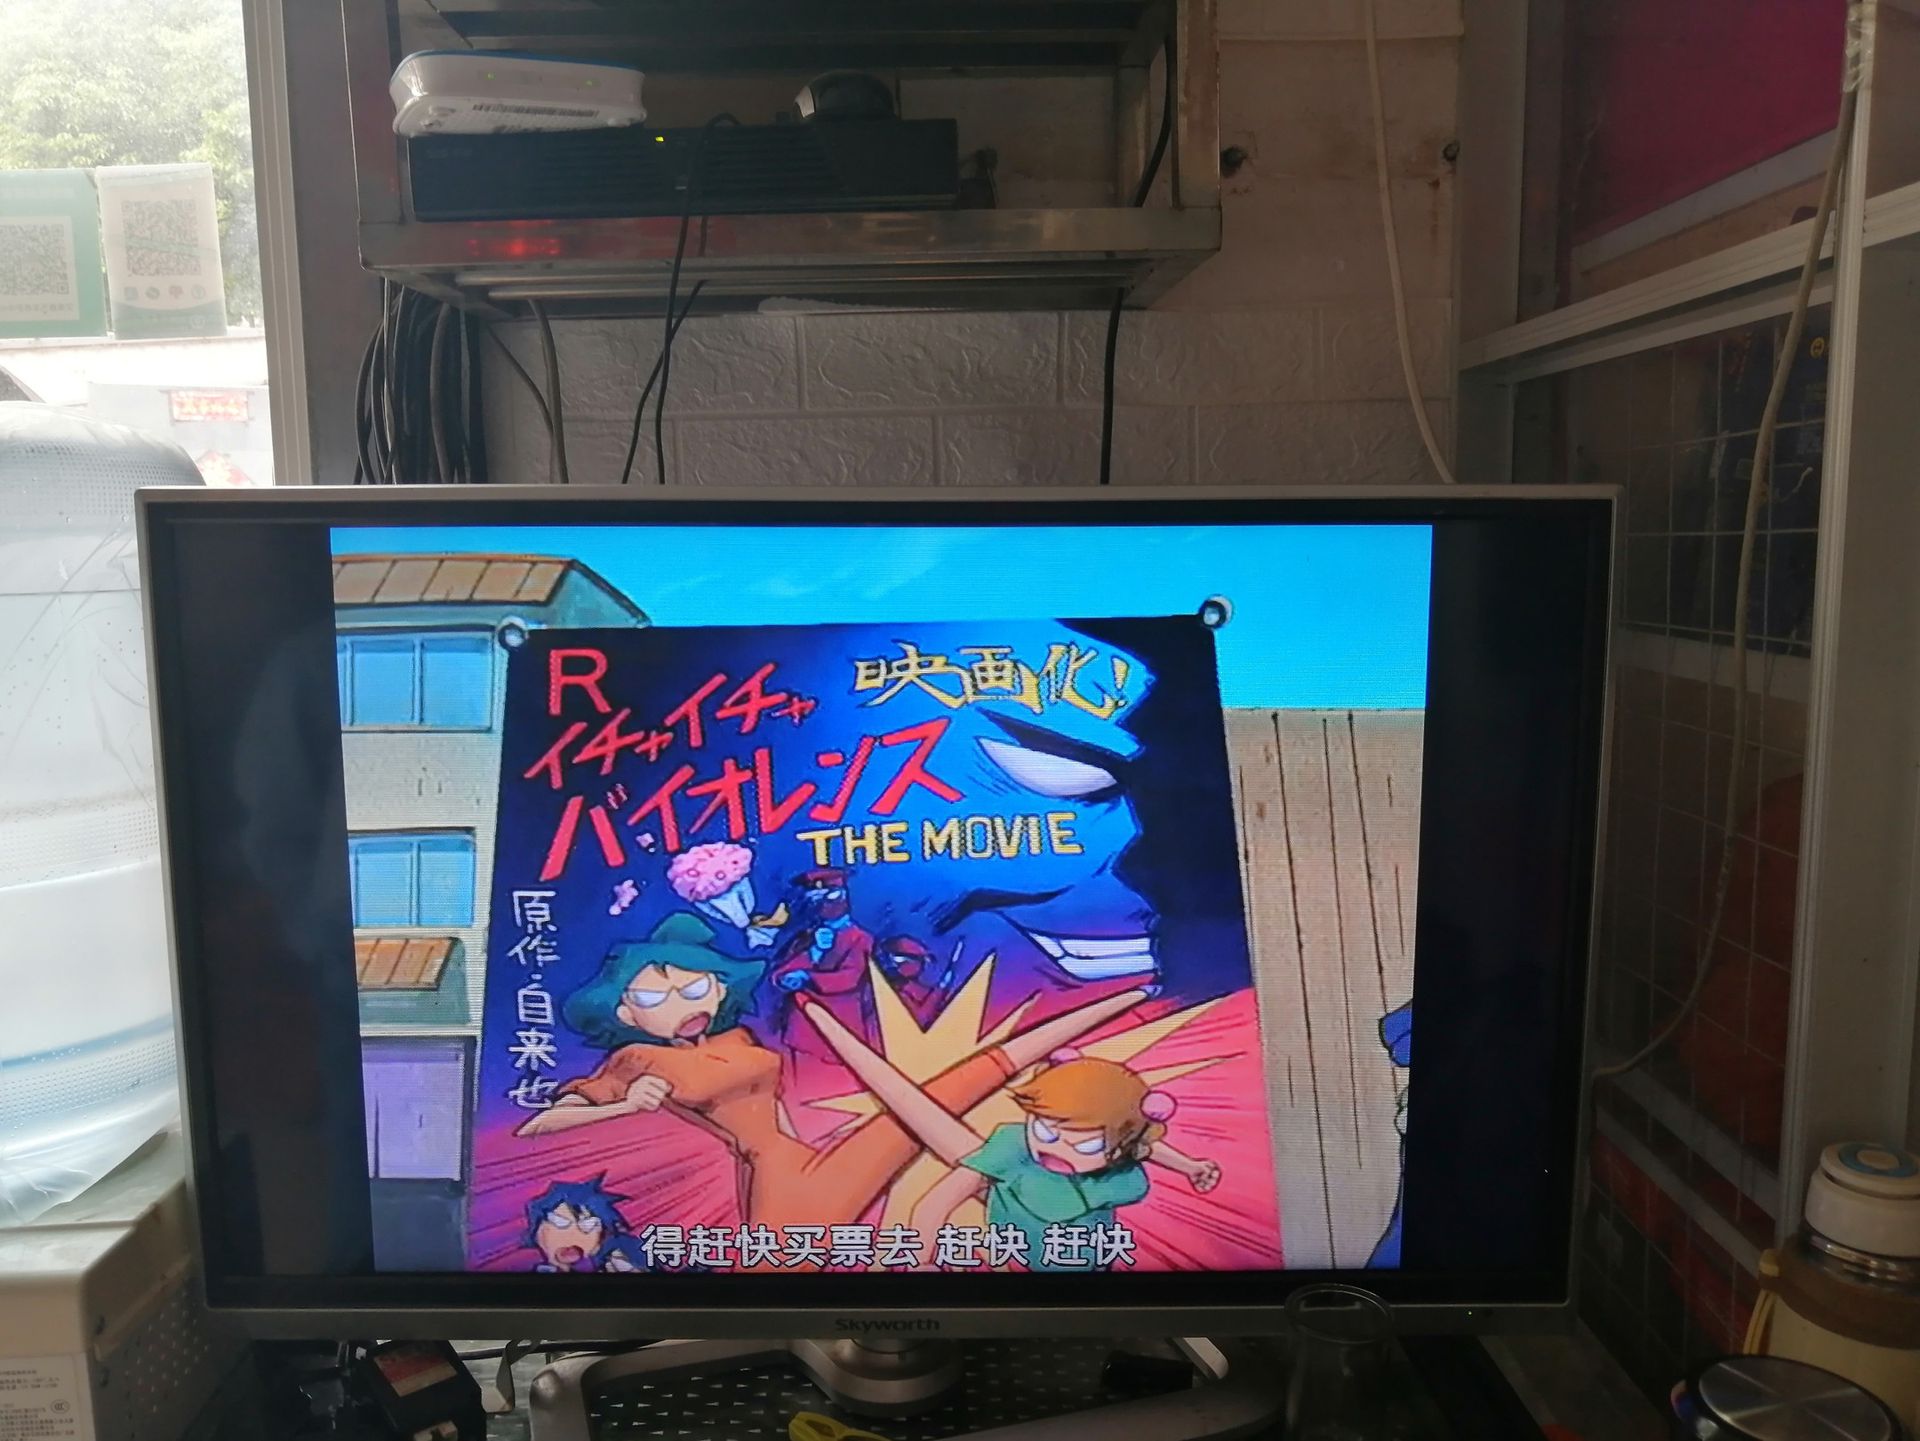 R
映画化!
イチャイチャ
バイオレンス
THE MOVIE
原作・自来也
得赶快买票去 赶快 赶快
Skyworth